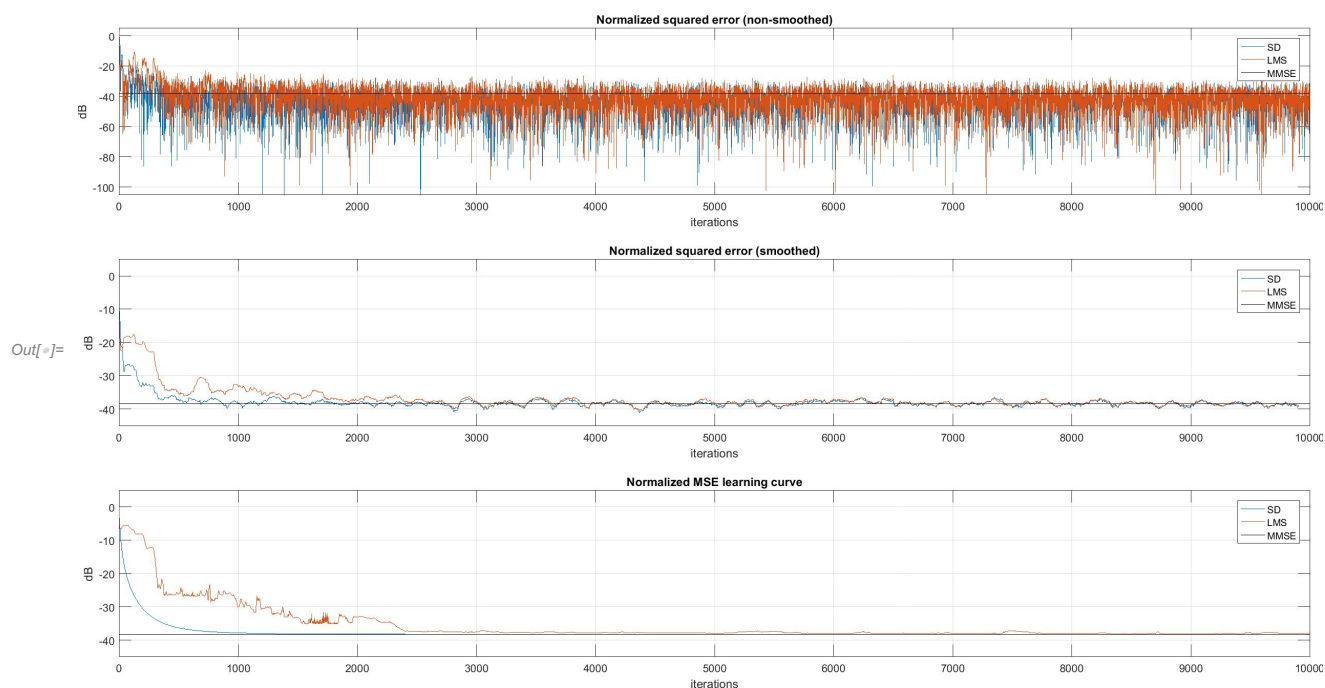 Normalized squared error (non-smoothed)
0
-20
-40
-60
-80
-100
dB
SD
LMS
MMSE
0 1000 2000 3000 4000 5000 6000 7000 8000 9000 10000
iterations
Normalized squared error (smoothed)
0
-10
-20
-30
-40
dB
SD
LMS
MMSE
0 1000 2000 3000 4000 5000 6000 7000 8000 9000 10000
iterations
Out[•]=
Normalized MSE learning curve
0
-10
-20
-30
-40
dB
SD
LMS
MMSE
0 1000 2000 3000 4000 5000 6000 7000 8000 9000 10000
iterations